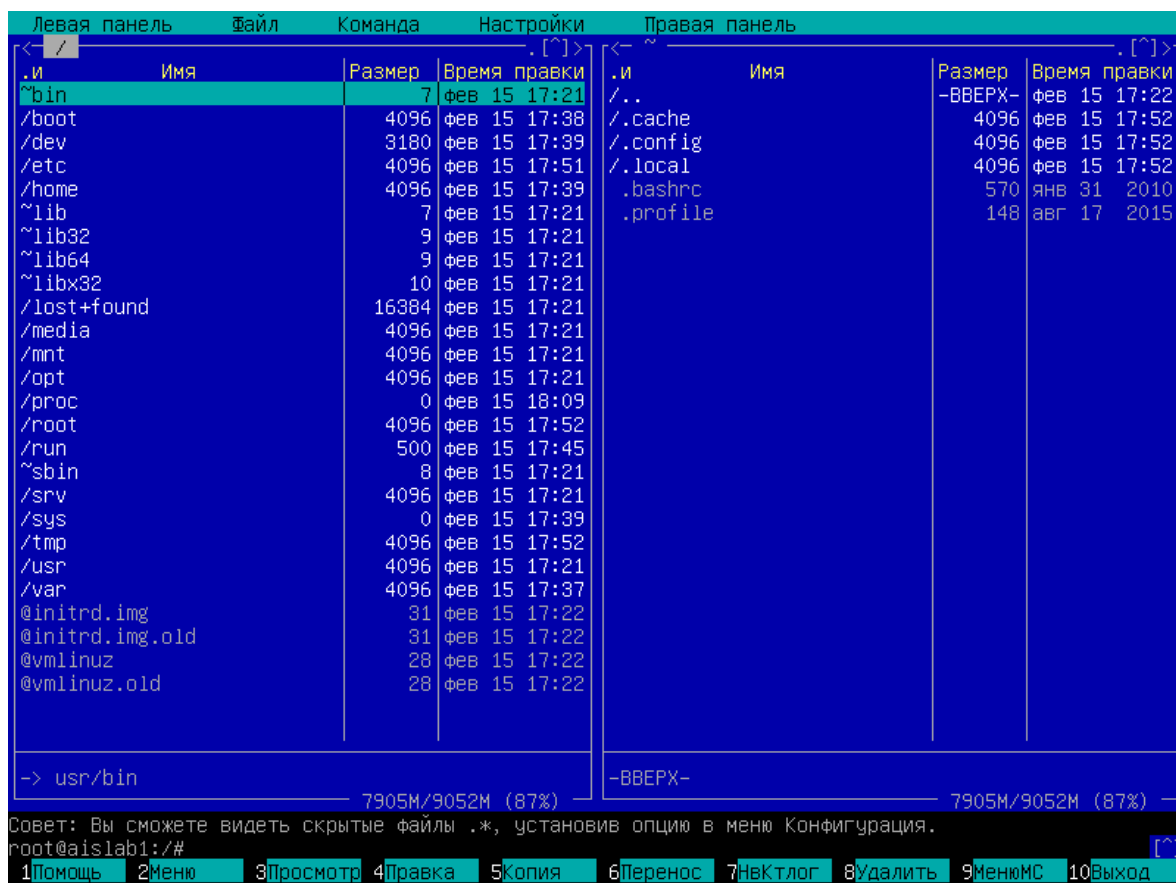 Левая панель Файл Команда Настройки Правая панель
<- / .[^]> <- ~ .[^]>
.и Имя Размер Время правки .и Имя Размер Время правки
~bin 7 фев 15 17:21 /.. -ВВЕРХ- фев 15 17:22
/boot 4096 фев 15 17:38 /.cache 4096 фев 15 17:52
/dev 3180 фев 15 17:39 /.config 4096 фев 15 17:52
/etc 4096 фев 15 17:51 /.local 4096 фев 15 17:52
/home 4096 фев 15 17:39 .bashrc 570 янв 31 2010
~lib 7 фев 15 17:21 .profile 148 авг 17 2015
~lib32 9 фев 15 17:21
~lib64 9 фев 15 17:21
~libx32 10 фев 15 17:21
/lost+found 16384 фев 15 17:21
/media 4096 фев 15 17:21
/mnt 4096 фев 15 17:21
/opt 4096 фев 15 17:21
/proc 0 фев 15 18:09
/root 4096 фев 15 17:52
/run 500 фев 15 17:45
~sbin 8 фев 15 17:21
/srv 4096 фев 15 17:21
/sys 0 фев 15 17:39
/tmp 4096 фев 15 17:52
/usr 4096 фев 15 17:21
/var 4096 фев 15 17:37
@initrd.img 31 фев 15 17:22
@initrd.img.old 31 фев 15 17:22
@vmlinuz 28 фев 15 17:22
@vmlinuz.old 28 фев 15 17:22
-> usr/bin -ВВЕРХ-
7905M/9052M (87%) 7905M/9052M (87%)
Совет: Вы сможете видеть скрытые файлы .*, установив опцию в меню Конфигурация.
root@aislab1:/# [^
1Помощь 2Меню 3Просмотр 4Правка 5Копия 6Перенос 7НвКтлог 8Удалить 9МенюMC 10Выход